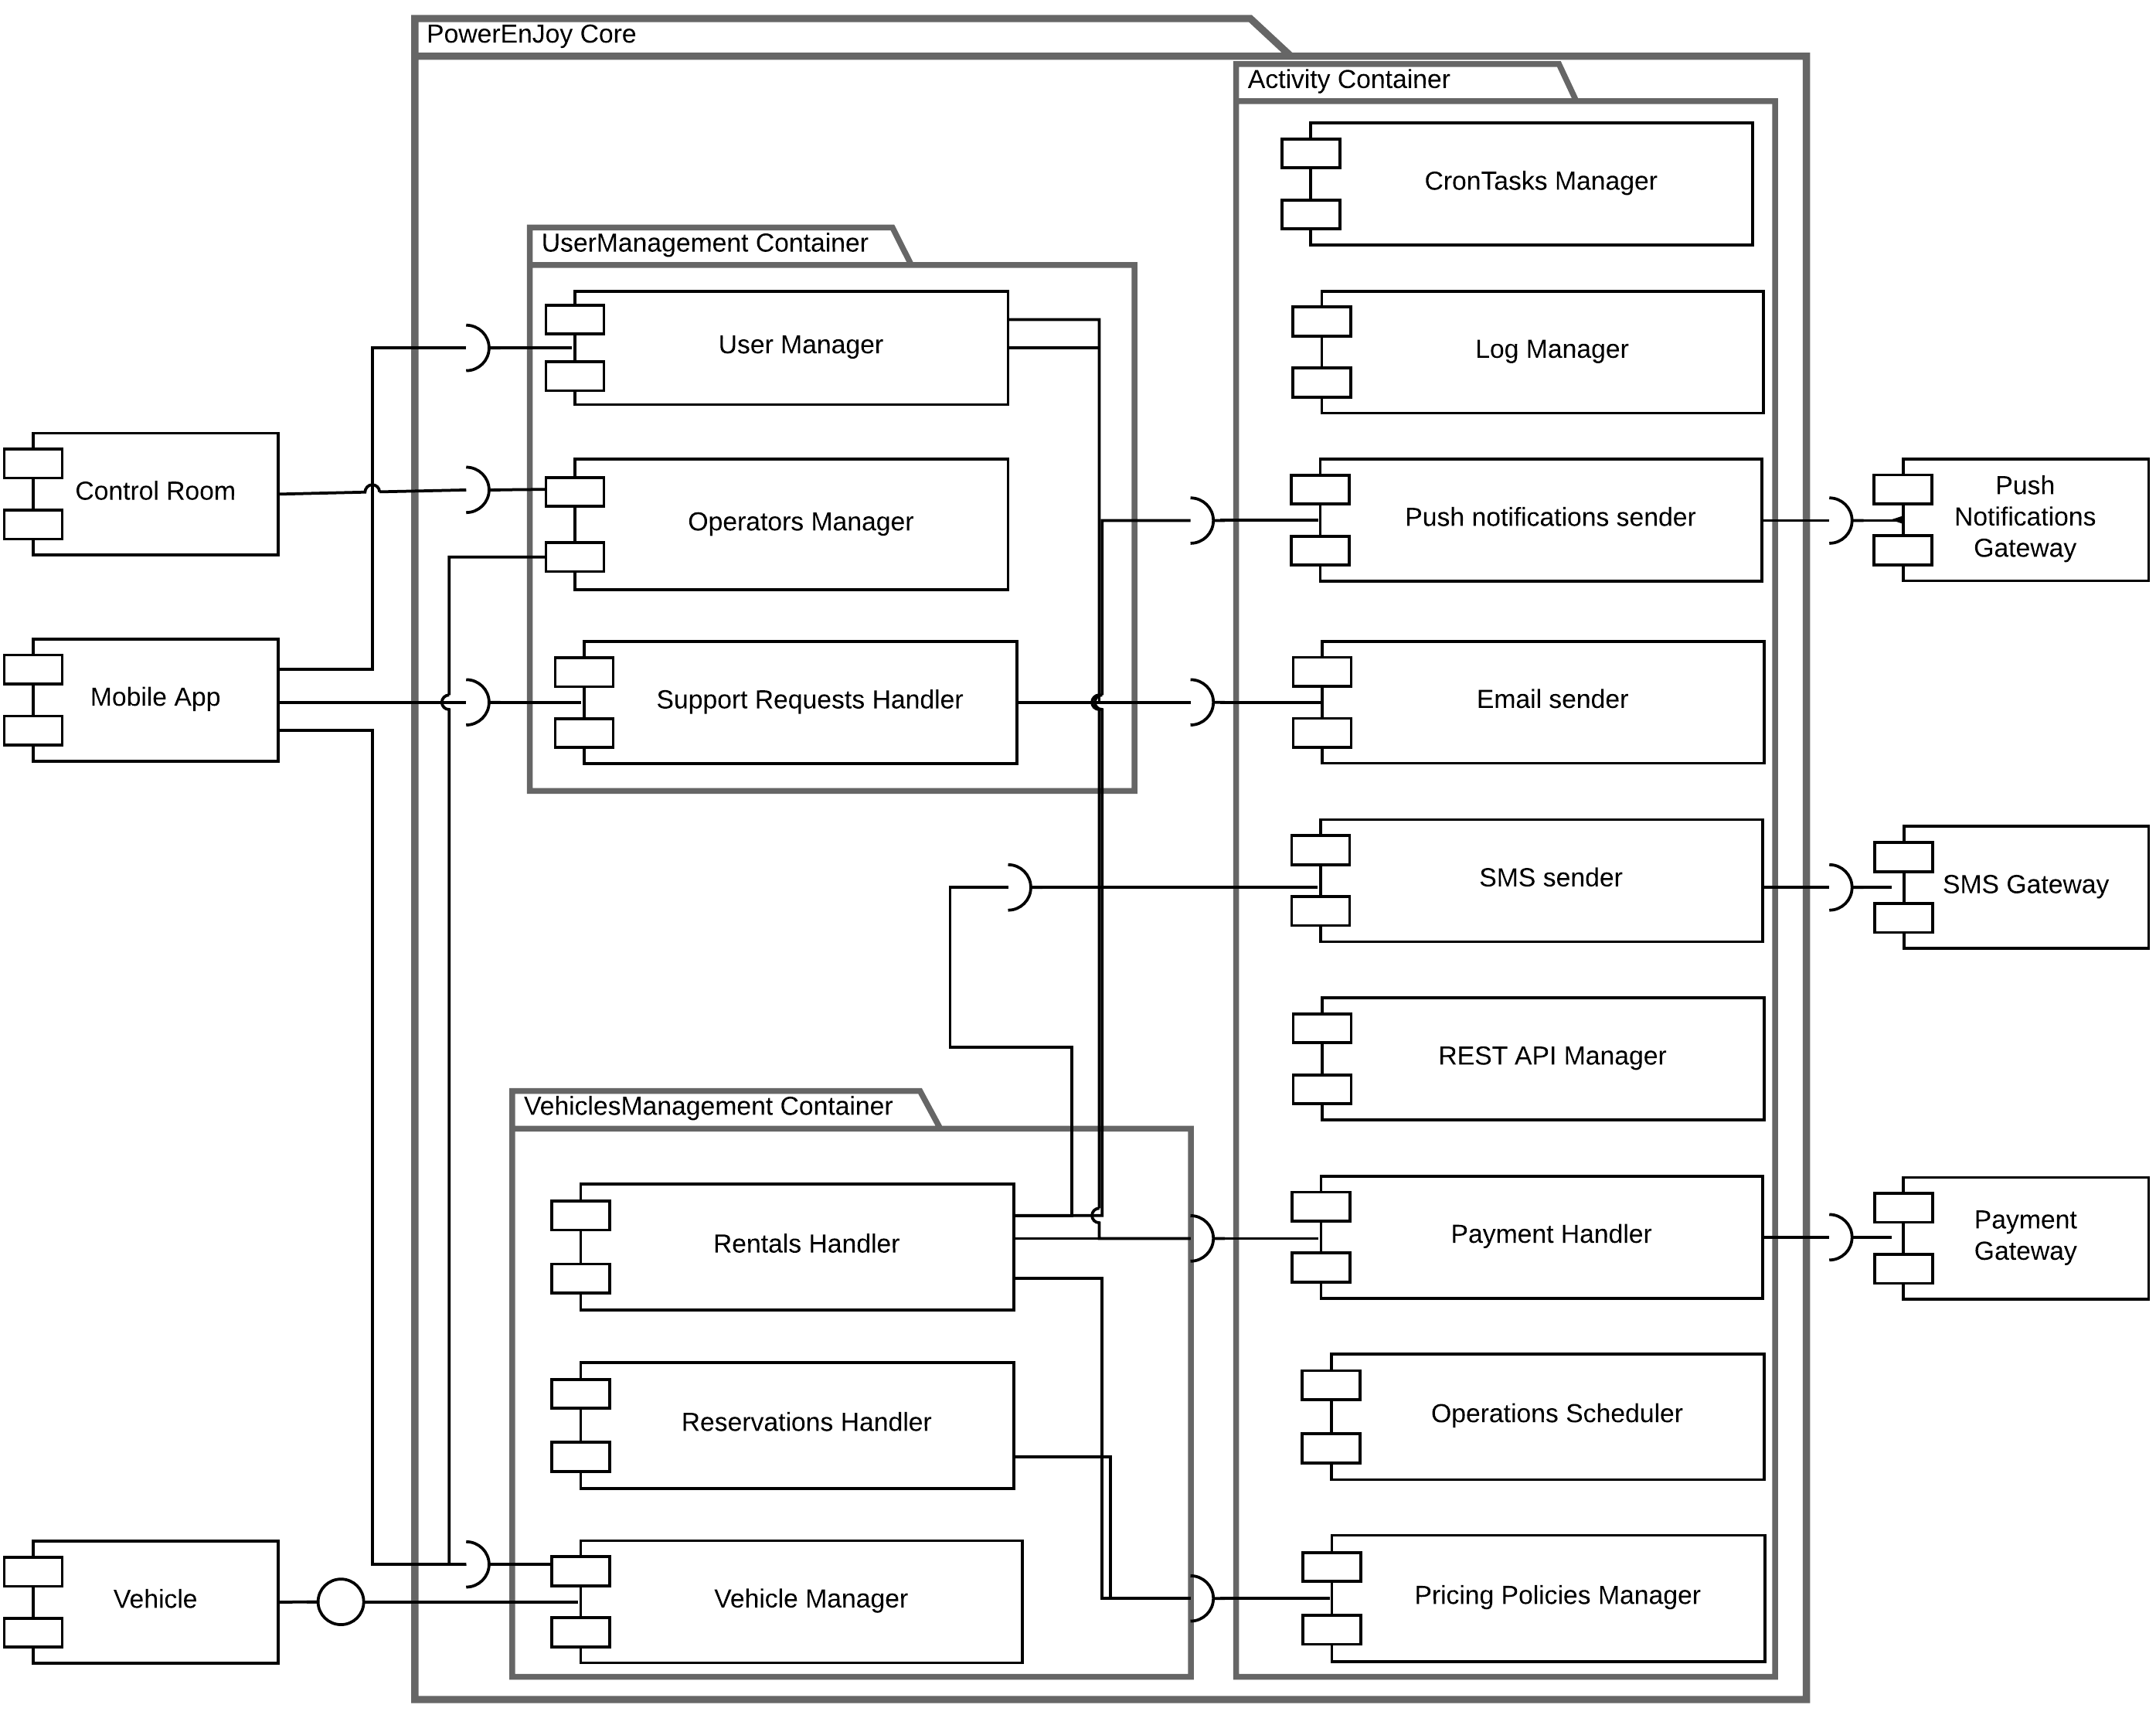 PowerEnJoy Core
Activity Container
CronTasks Manager
UserManagement Container
User Manager
Log Manager
Control Room
Operators Manager
Push notifications sender
Push
Notifications
Gateway
Mobile App
Support Requests Handler
Email sender
SMS sender
SMS Gateway
REST API Manager
VehiclesManagement Container
Rentals Handler
Payment Handler
Payment
Gateway
Reservations Handler
Operations Scheduler
Vehicle
Vehicle Manager
Pricing Policies Manager